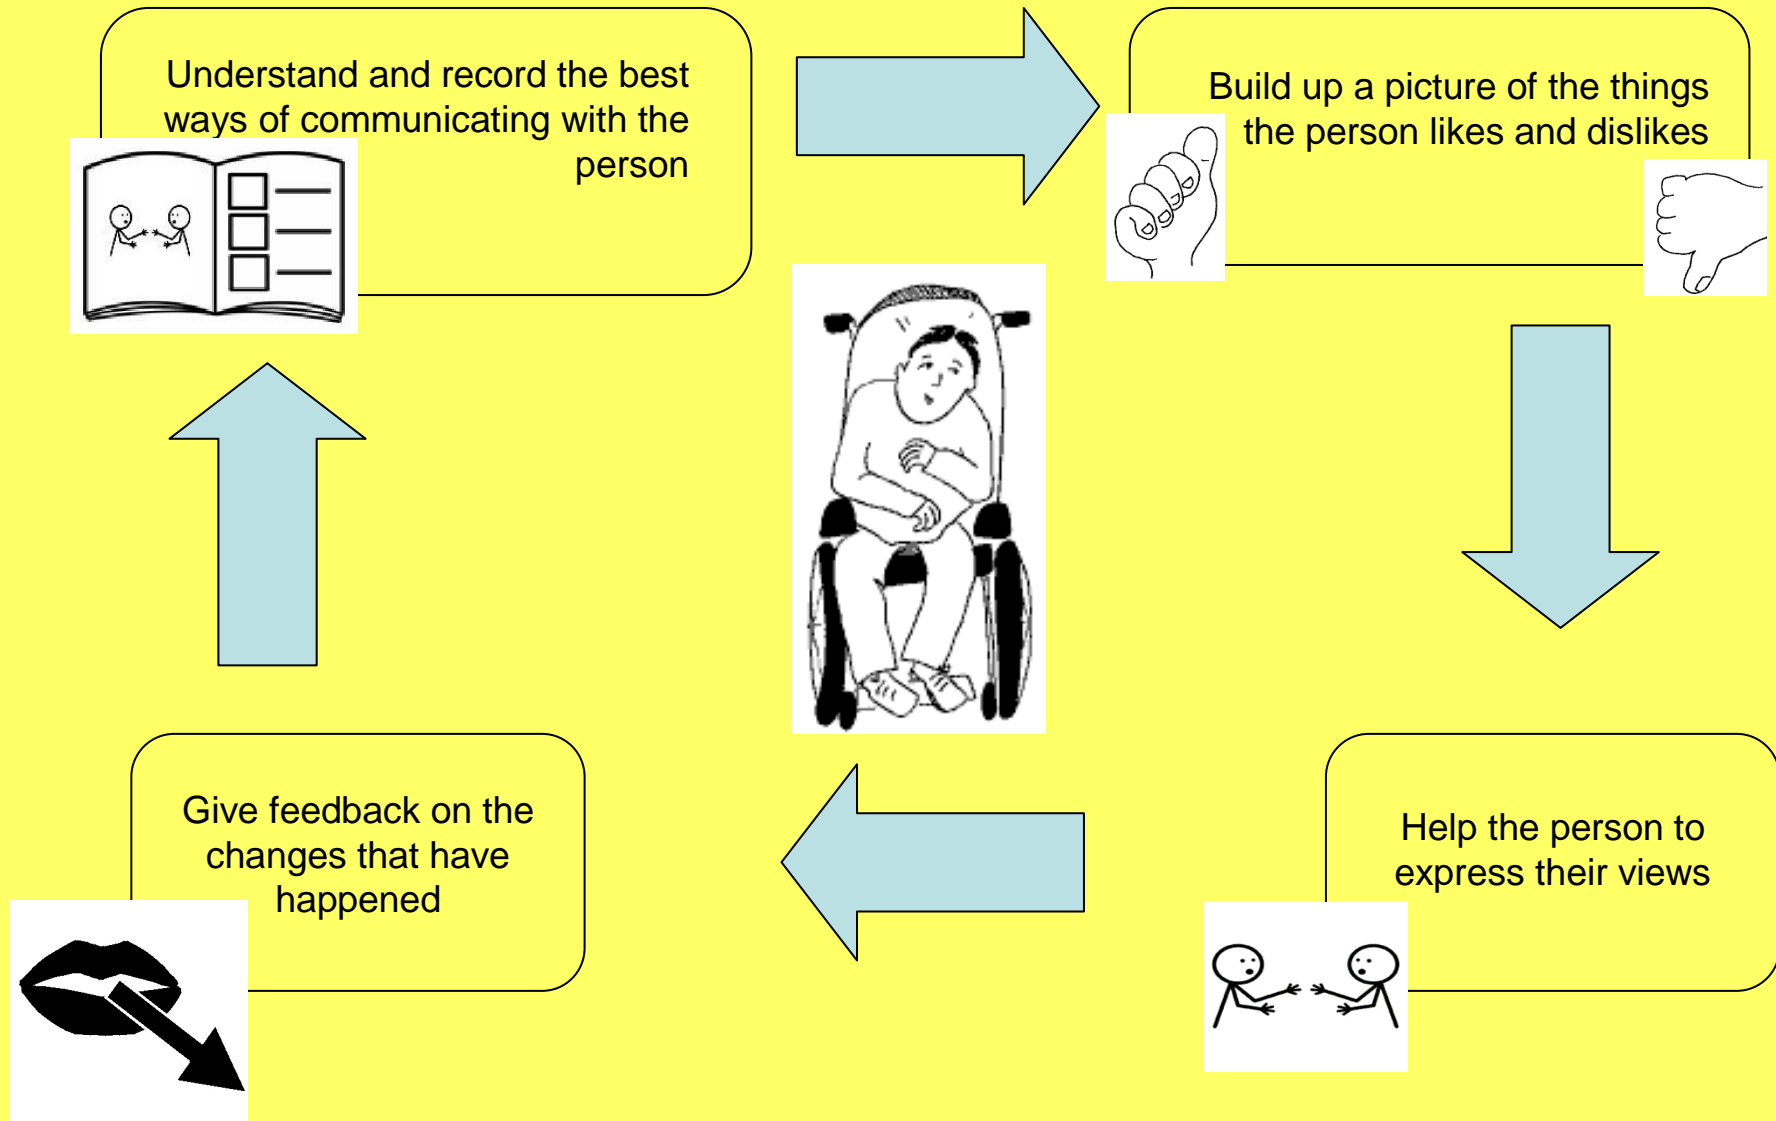 Understand and record the best
ways of communicating with the
person
Build up a picture of the things
the person likes and dislikes
Help the person to
express their views
Give feedback on the
changes that have
happened